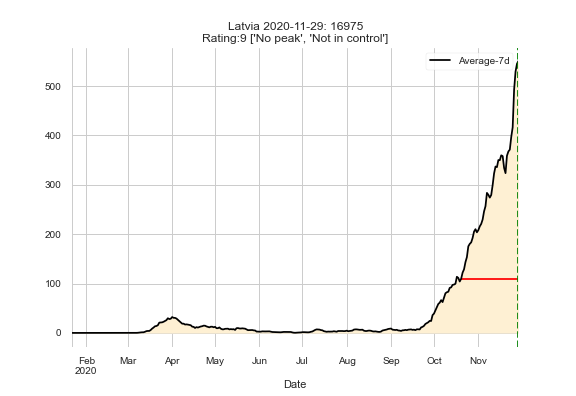 Latvia 2020-11-29: 16975
Rating:9 ['No peak', 'Not in control']
Average-7d
500
400
300
200
100
0
Feb Mar Apr May Jun Jul Aug Sep Oct Nov
2020
Date